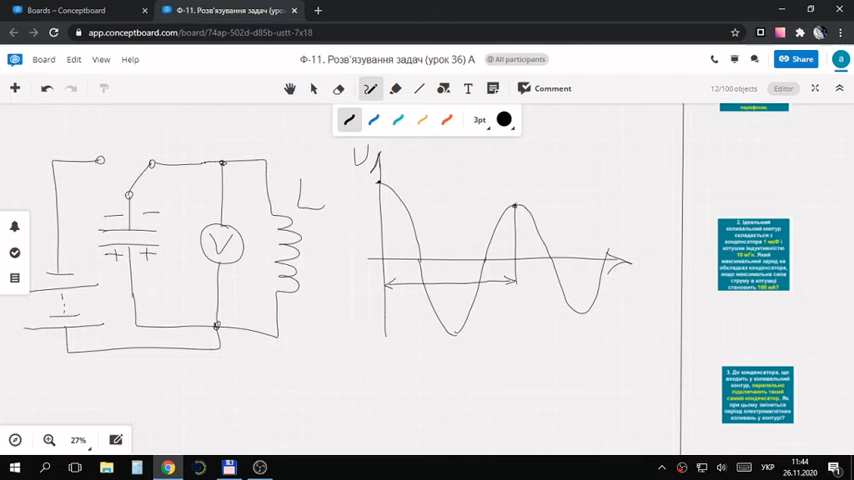 Boards – Conceptboard
Ф-11. Розв'язування задач (уро
app.conceptboard.com/board/74ap-502d-d85b-ustt-7x18
Board Edit View Help
Ф-11. Розв'язування задач (урок 36) А
All participants
Share
a
Comment
12/100 objects
Editor
3pt
U
L
V
+ +
парафіном.
2. Ідеальний
коливальний контур
складається з
конденсатора 1 мкФ і
котушки індуктивністю
10 мГн. Який
максимальний заряд на
обкладках конденсатора,
якщо максимальна сила
струму в котушці
становить 100 мА?
3. До конденсатора, що
входить у коливальний
контур, паралельно
підключають такий
самий конденсатор. Як
при цьому зміниться
період електромагнітних
коливань у контурі?
27%
УКР
11:44
26.11.2020